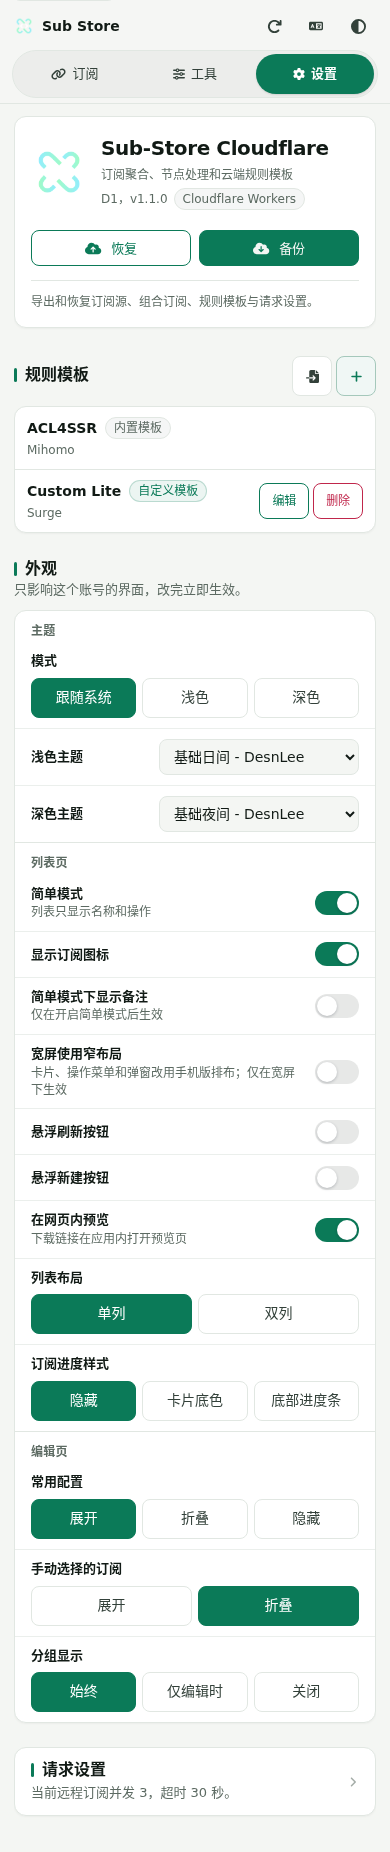 Sub Store
订阅
工具
设置
Sub-Store Cloudflare
订阅聚合、节点处理和云端规则模板
D1，v1.1.0 Cloudflare Workers
恢复
备份
导出和恢复订阅源、组合订阅、规则模板与请求设置。
规则模板
ACL4SSR 内置模板
Mihomo
Custom Lite 自定义模板
Surge
编辑
删除
外观
只影响这个账号的界面，改完立即生效。
主题
模式
跟随系统
浅色
深色
浅色主题
基础日间 - DesnLee
深色主题
基础夜间 - DesnLee
列表页
简单模式
列表只显示名称和操作
显示订阅图标
简单模式下显示备注
仅在开启简单模式后生效
宽屏使用窄布局
卡片、操作菜单和弹窗改用手机版排布；仅在宽屏
下生效
悬浮刷新按钮
悬浮新建按钮
在网页内预览
下载链接在应用内打开预览页
列表布局
单列
双列
订阅进度样式
隐藏
卡片底色
底部进度条
编辑页
常用配置
展开
折叠
隐藏
手动选择的订阅
展开
折叠
分组显示
始终
仅编辑时
关闭
请求设置
当前远程订阅并发 3，超时 30 秒。